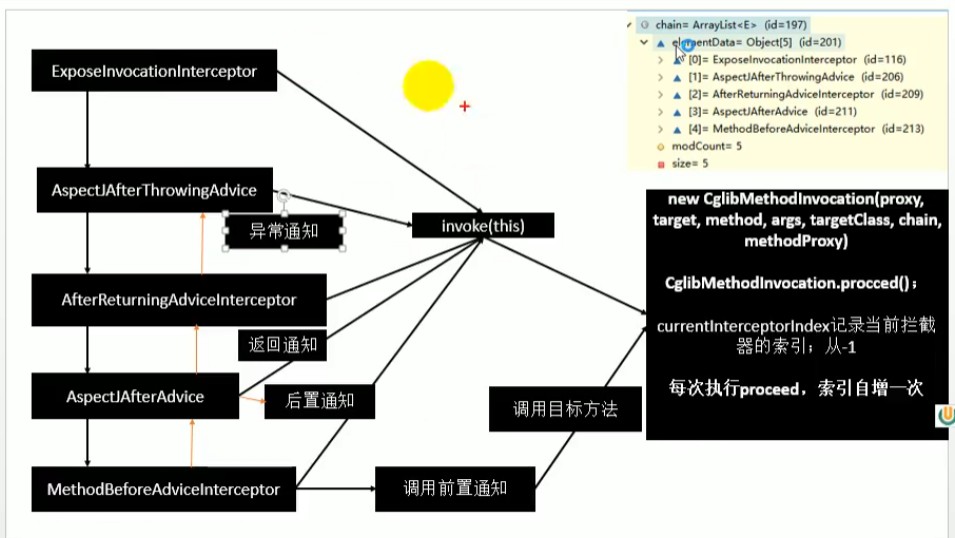 chain= ArrayList<E> (id=197)
elementData= Object[5] (id=201)
[0]= ExposeInvocationInterceptor (id=116)
[1]= AspectJAfterThrowingAdvice (id=206)
[2]= AfterReturningAdviceInterceptor (id=209)
[3]= AspectJAfterAdvice (id=211)
[4]= MethodBeforeAdviceInterceptor (id=213)
modCount= 5
size= 5
ExposeInvocationInterceptor
AspectJAfterThrowingAdvice
异常通知
invoke(this)
AfterReturningAdviceInterceptor
返回通知
AspectJAfterAdvice
后置通知
MethodBeforeAdviceInterceptor
调用前置通知
调用目标方法
new CglibMethodInvocation(proxy,
target, method, args, targetClass, chain,
methodProxy)
CglibMethodInvocation.procced()；
currentInterceptorIndex记录当前拦截
器的索引；从-1
每次执行proceed，索引自增一次